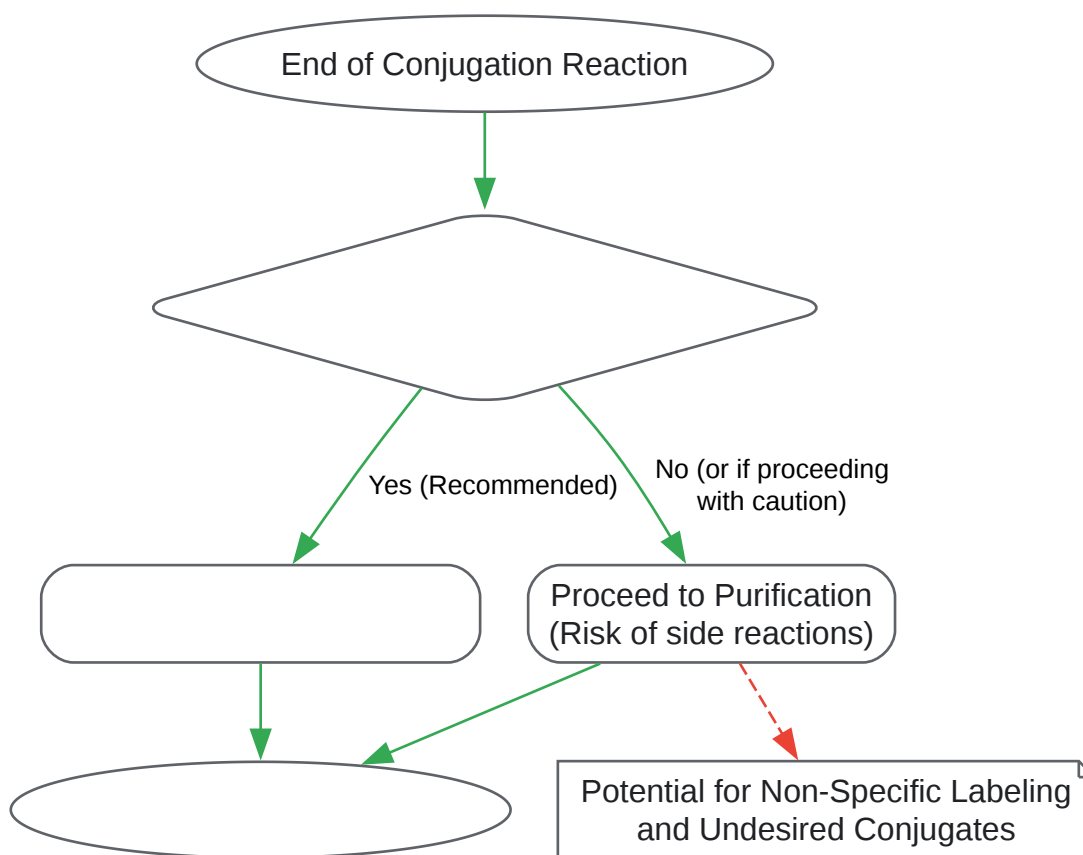 End of Conjugation Reaction
Yes (Recommended)
No (or if proceeding
with caution)
Proceed to Purification
(Risk of side reactions)
Potential for Non-Specific Labeling
and Undesired Conjugates